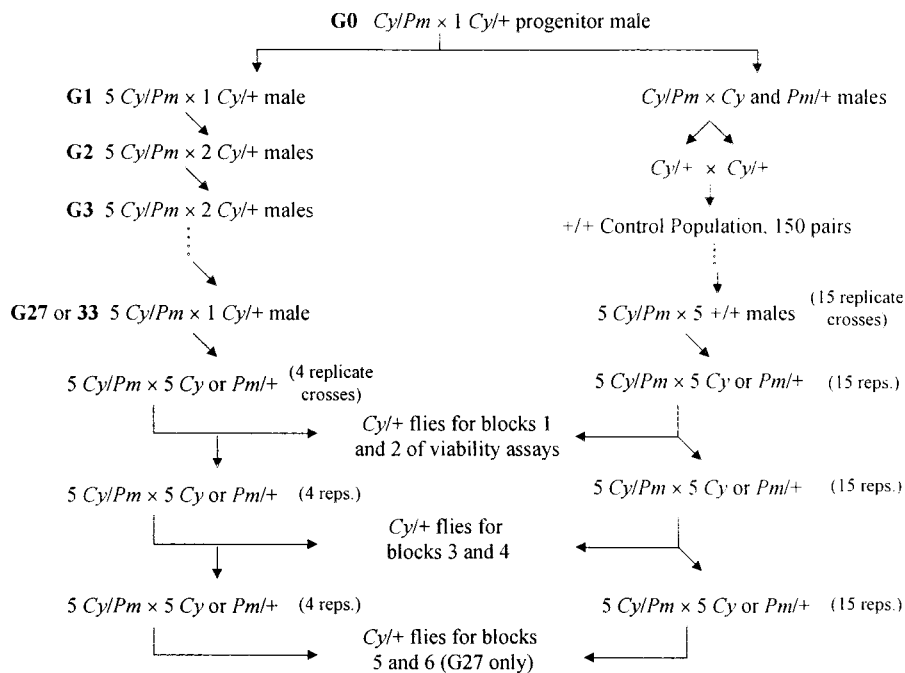 G0 Cy/Pm × 1 Cy/+ progenitor male
G1 5 Cy/Pm × 1 Cy/+ male
Cy/Pm × Cy and Pm/+ males
G2 5 Cy/Pm × 2 Cy/+ males
Cy/+ × Cy/+
G3 5 Cy/Pm × 2 Cy/+ males
+/+ Control Population, 150 pairs
G27 or 33 5 Cy/Pm × 1 Cy/+ male
5 Cy/Pm × 5 +/+ males
(15 replicate
crosses)
5 Cy/Pm × 5 Cy or Pm/+
(4 replicate
crosses)
5 Cy/Pm × 5 Cy or Pm/+
(15 reps.)
Cy/+ flies for blocks 1
and 2 of viability assays
5 Cy/Pm × 5 Cy or Pm/+
(4 reps.)
5 Cy/Pm × 5 Cy or Pm/+
(15 reps.)
Cy/+ flies for
blocks 3 and 4
5 Cy/Pm × 5 Cy or Pm/+
(4 reps.)
5 Cy/Pm × 5 Cy or Pm/+
(15 reps.)
Cy/+ flies for blocks
5 and 6 (G27 only)